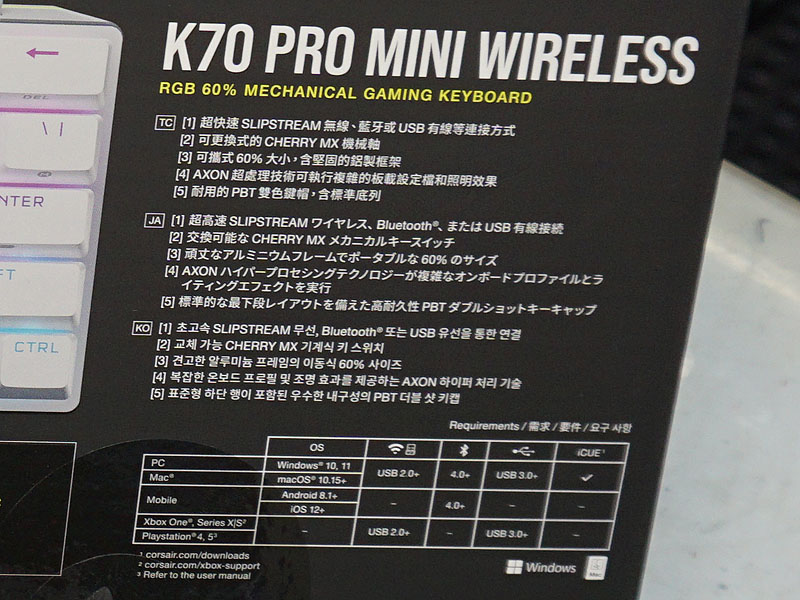 K70 PRO MINI WIRELESS
RGB 60% MECHANICAL GAMING KEYBOARD
TC [1] 超快速 SLIPSTREAM 無線、藍牙或 USB 有線等連接方式
[2] 可更換式的 CHERRY MX 機械軸
[3] 可攜式 60% 大小，含堅固的鋁製框架
[4] AXON 超處理技術可執行複雜的板載設定檔和照明效果
[5] 耐用的 PBT 雙色鍵帽，含標準底列
JA [1] 超高速 SLIPSTREAM ワイヤレス、Bluetooth®、または USB 有線接続
[2] 交換可能な CHERRY MX メカニカルキースイッチ
[3] 頑丈なアルミニウムフレームでポータブルな 60% のサイズ
[4] AXON ハイパープロセシングテクノロジーが複雑なオンボードプロファイルとラ
イティングエフェクトを実行
[5] 標準的な最下段レイアウトを備えた高耐久性 PBT ダブルショットキーキャップ
KO [1] 초고속 SLIPSTREAM 무선, Bluetooth® 또는 USB 유선을 통한 연결
[2] 교체 가능 CHERRY MX 기계식 키 스위치
[3] 견고한 알루미늄 프레임의 이동식 60% 사이즈
[4] 복잡한 온보드 프로필 및 조명 효과를 제공하는 AXON 하이퍼 처리 기술
[5] 표준형 하단 행이 포함된 우수한 내구성의 PBT 더블 샷 키캡
Requirements / 需求 / 要件 / 요구 사항
OS iCUE¹
PC Windows® 10, 11 USB 2.0+ 4.0+ USB 3.0+
Mac® macOS® 10.15+
Mobile Android 8.1+ – 4.0+ – –
iOS 12+
Xbox One®, Series X|S² – USB 2.0+ – USB 3.0+ –
Playstation® 4, 5³
¹ corsair.com/downloads
² corsair.com/xbox-support
³ Refer to the user manual
Windows
Mac
DEL
\ |
ENTER
FT
CTRL